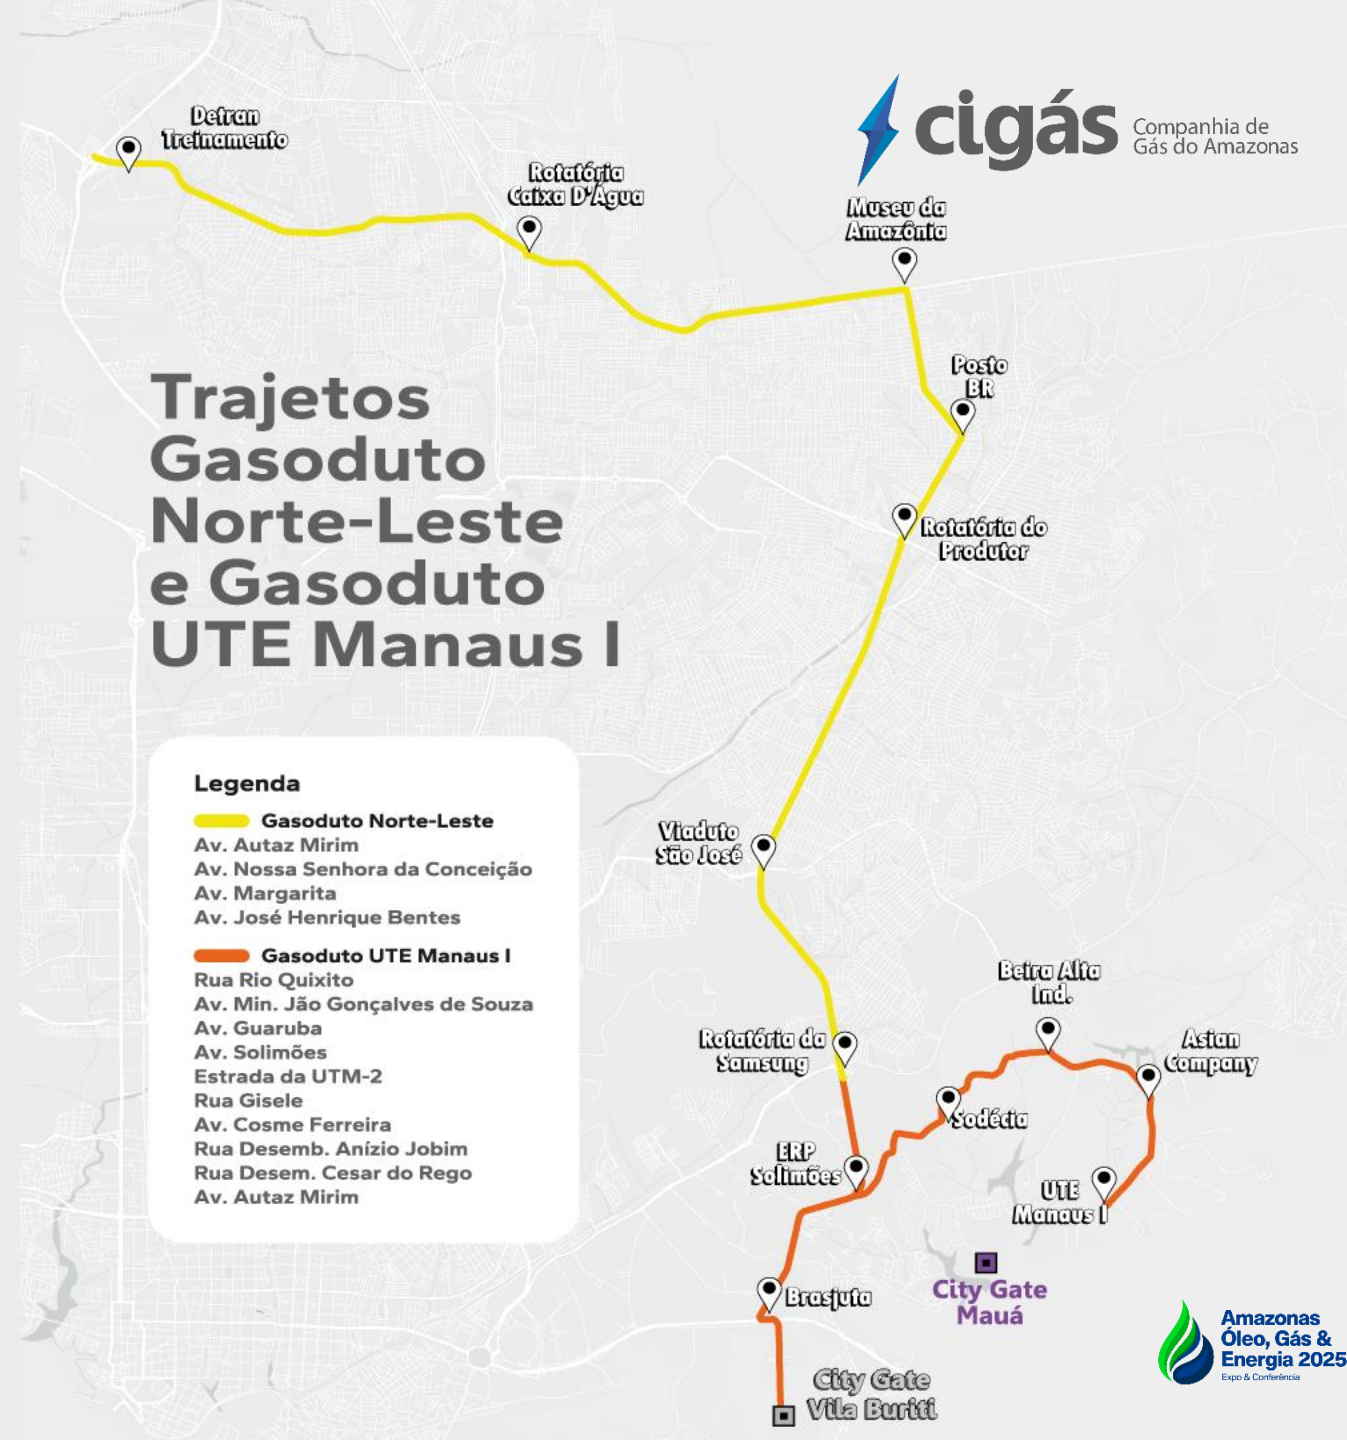 Detran
Treinamento
Rotatória
Caixa D'Água
cigás
Companhia de
Gás do Amazonas
Museu da
Amazônia
Posto
BR
Trajetos
Gasoduto
Norte-Leste
e Gasoduto
UTE Manaus I
Rotatória do
Produtor
Legenda
Gasoduto Norte-Leste
Av. Autaz Mirim
Av. Nossa Senhora da Conceição
Av. Margarita
Av. José Henrique Bentes
Gasoduto UTE Manaus I
Rua Rio Quixito
Av. Min. Jão Gonçalves de Souza
Av. Guaruba
Av. Solimões
Estrada da UTM-2
Rua Gisele
Av. Cosme Ferreira
Rua Desemb. Anízio Jobim
Rua Desem. Cesar do Rego
Av. Autaz Mirim
Viaduto
São José
Beira Alta
Ind.
Rotatória da
Samsung
Asian
Company
Sodécia
ERP
Solimões
UTE
Manaus I
Brasjuta
City Gate
Mauá
City Gate
Vila Buriti
Amazonas
Óleo, Gás &
Energia 2025
Expo & Conferência